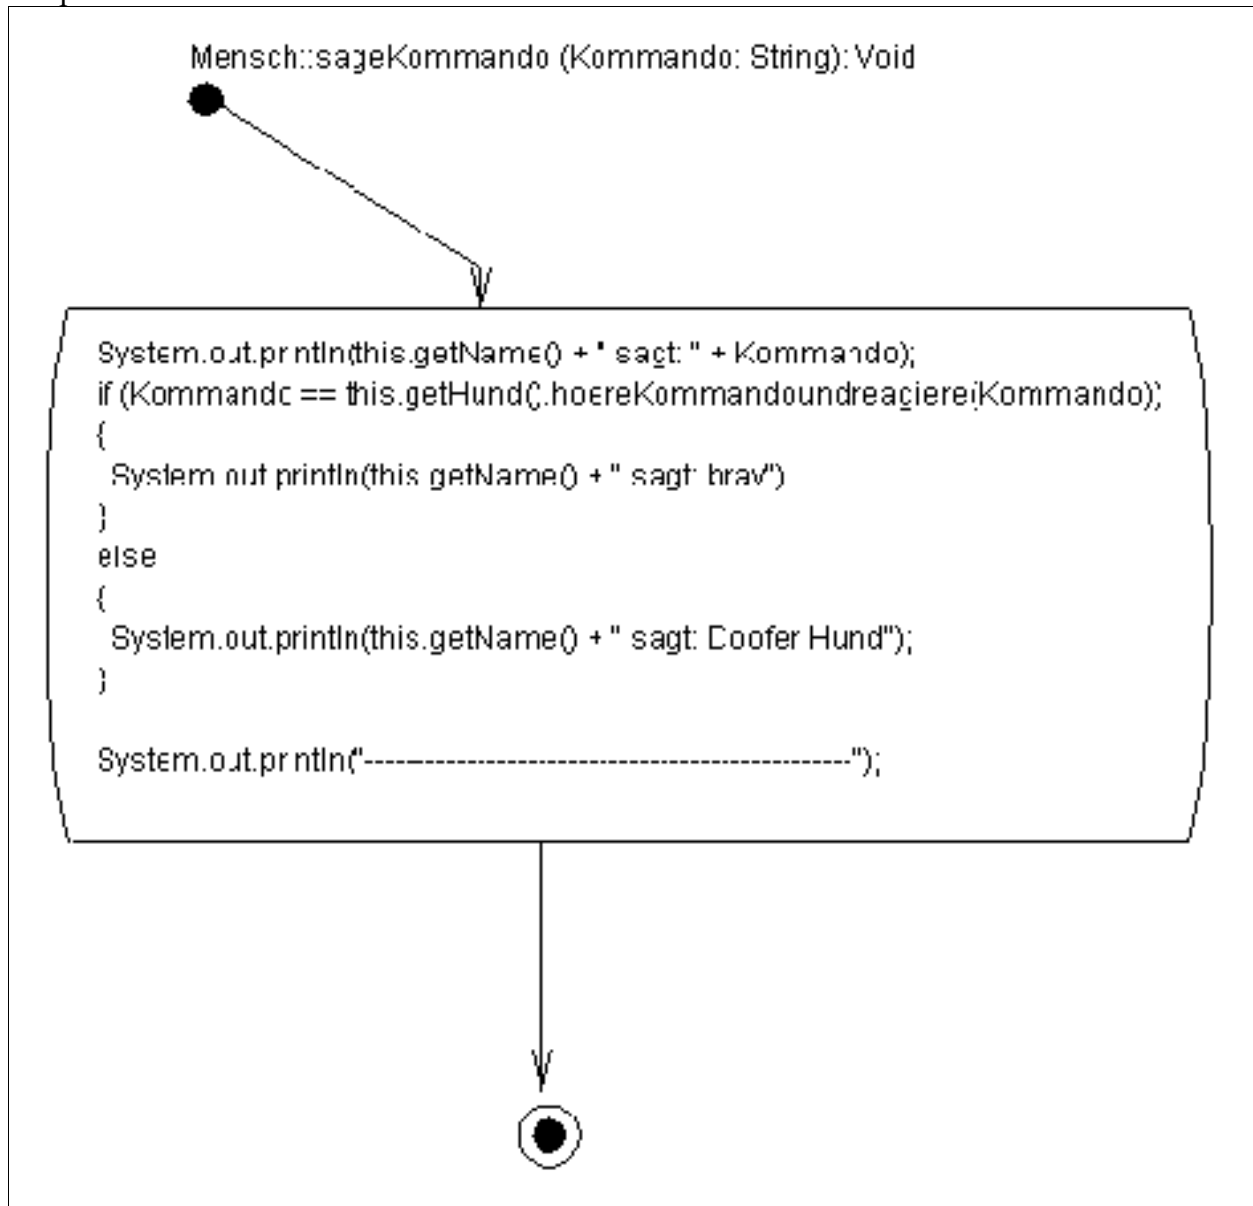 Mensch::sageKommando (Kommando: String): Void
System.out.println(this.getName() + " sagt: " + Kommando);
if (Kommando == this.getHund().hoereKommandoundreagiere(Kommando))
{
System.out.println(this.getName() + " sagt: brav")
}
else
{
System.out.println(this.getName() + " sagt: Doofer Hund");
}
System.out.println("----------------------------------------------");